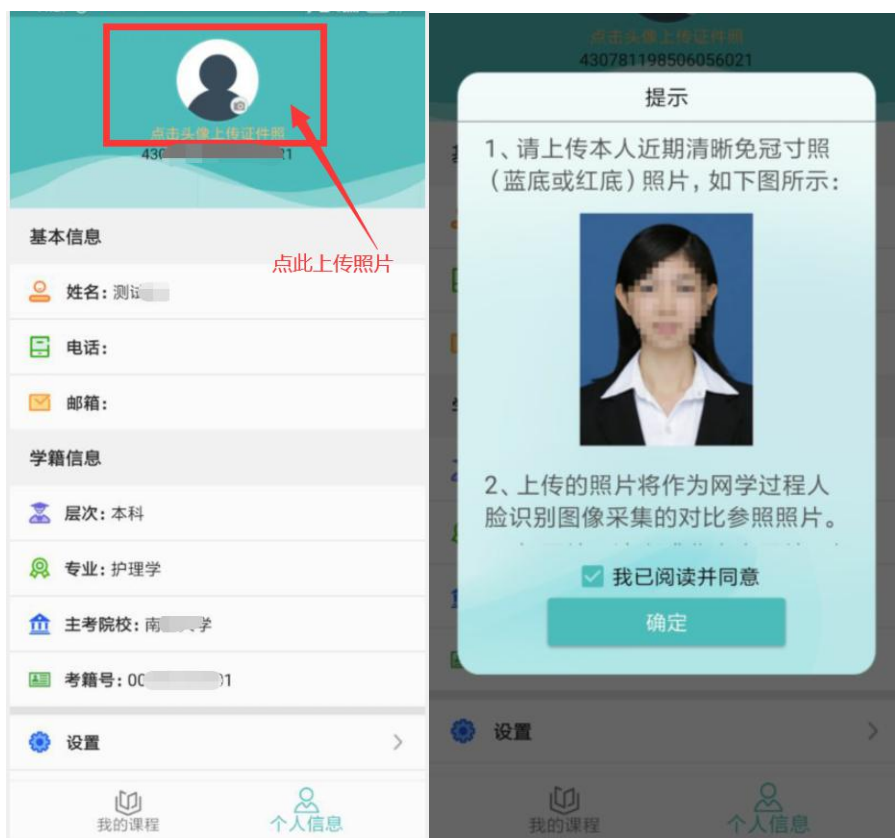 点击头像上传证件照
430
21
基本信息
点此上传照片
姓名：测试
电话：
邮箱：
学籍信息
层次：本科
专业：护理学
主考院校：南 大学
考籍号：00 01
设置
我的课程
个人信息
点击头像上传证件照
430781198506056021
提示
1、请上传本人近期清晰免冠寸照
（蓝底或红底）照片，如下图所示：
2、上传的照片将作为网学过程人
脸识别图像采集的对比参照照片。
我已阅读并同意
确定
设置
我的课程
个人信息